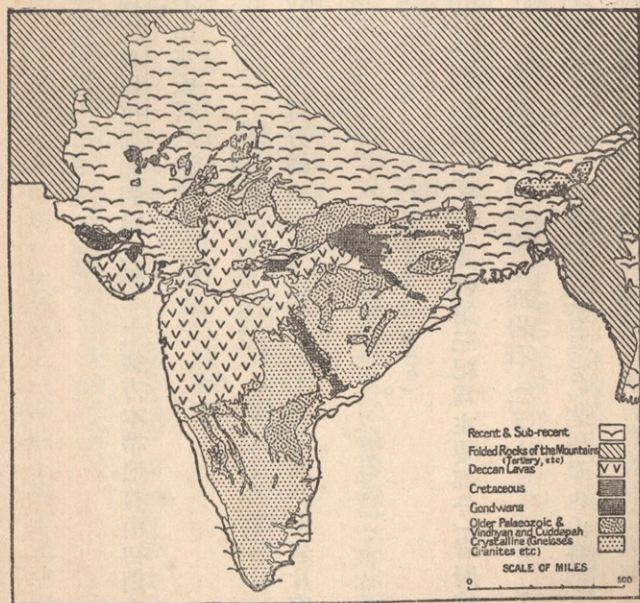 Recent & Sub-recent
Folded Rocks of the Mountains
(Tertiary, etc)
Deccan Lavas
Cretaceous
Gondwana
Older Palaeozoic &
Vindhyan and Cuddapah
Crystalline (Gneisses
Granites etc)
SCALE OF MILES
0 500